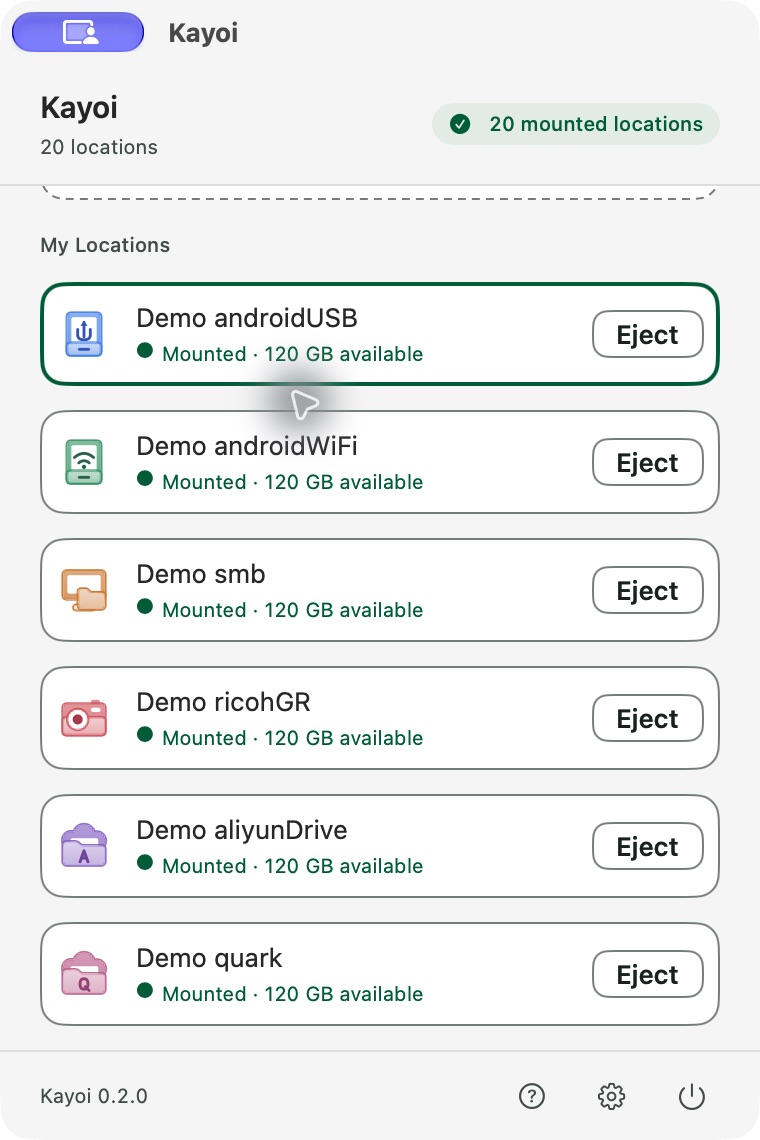 Kayoi
Kayoi
20 locations
20 mounted locations
My Locations
Demo androidUSB
Mounted · 120 GB available
Eject
Demo androidWiFi
Mounted · 120 GB available
Eject
Demo smb
Mounted · 120 GB available
Eject
Demo ricohGR
Mounted · 120 GB available
Eject
A
Demo aliyunDrive
Mounted · 120 GB available
Eject
Q
Demo quark
Mounted · 120 GB available
Eject
Kayoi 0.2.0
?